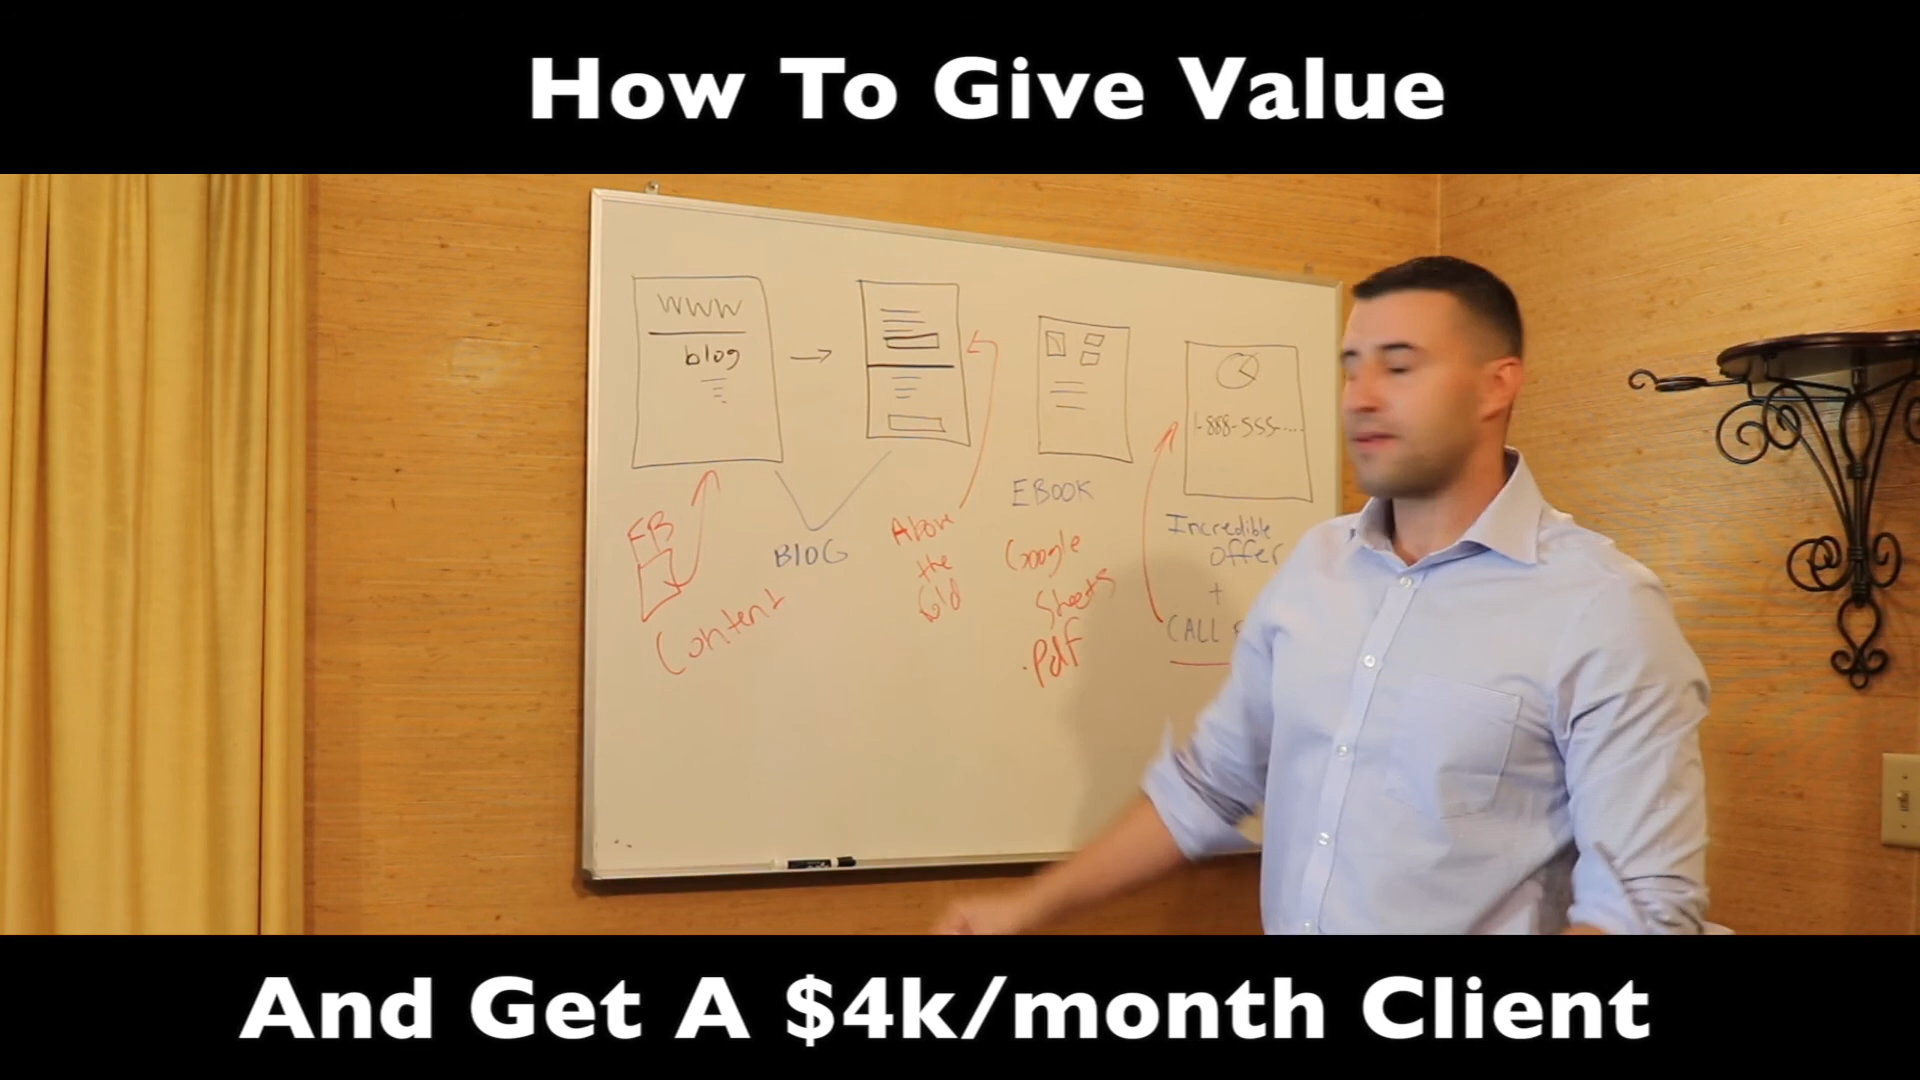 How To Give Value
www
blog
BLOG
FB
Content
Above
the
fold
EBOOK
Google
Sheets
.Pdf
1-888-555-....
Incredible
offer
+
CALL
And Get A $4k/month Client